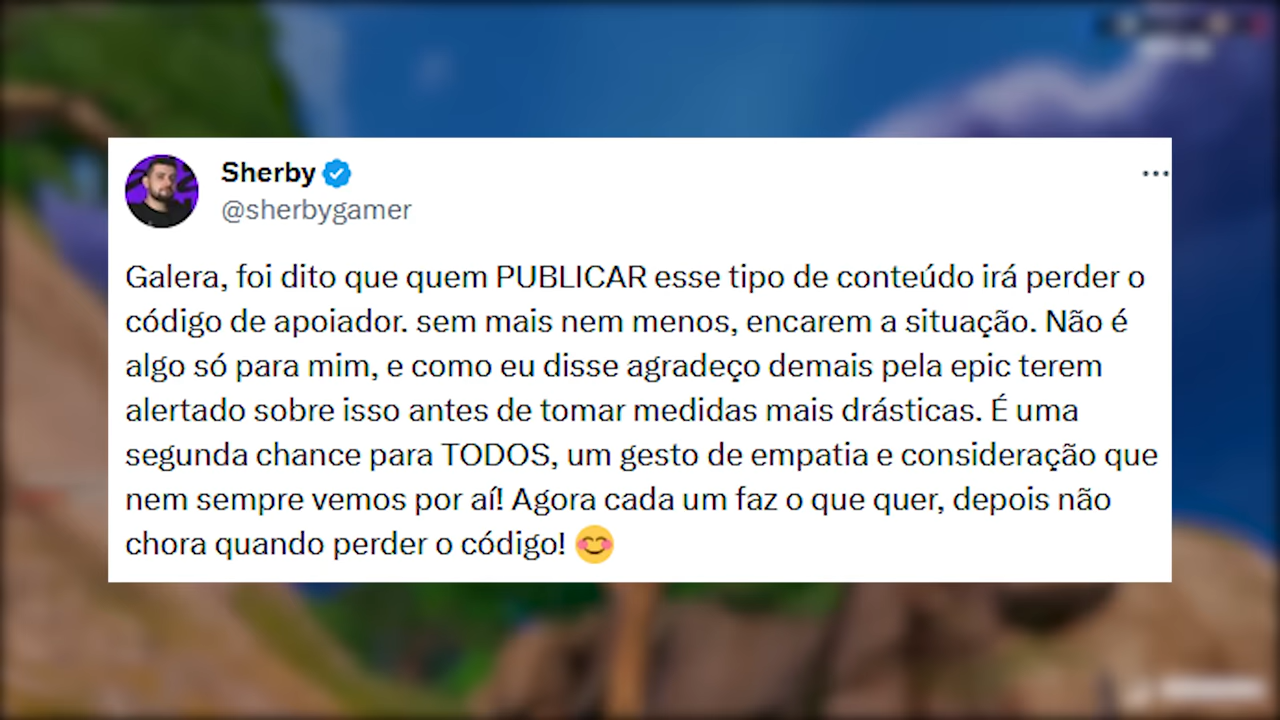 Sherby
@sherbygamer
Galera, foi dito que quem PUBLICAR esse tipo de conteúdo irá perder o
código de apoiador. sem mais nem menos, encarem a situação. Não é
algo só para mim, e como eu disse agradeço demais pela epic terem
alertado sobre isso antes de tomar medidas mais drásticas. É uma
segunda chance para TODOS, um gesto de empatia e consideração que
nem sempre vemos por aí! Agora cada um faz o que quer, depois não
chora quando perder o código! 😊